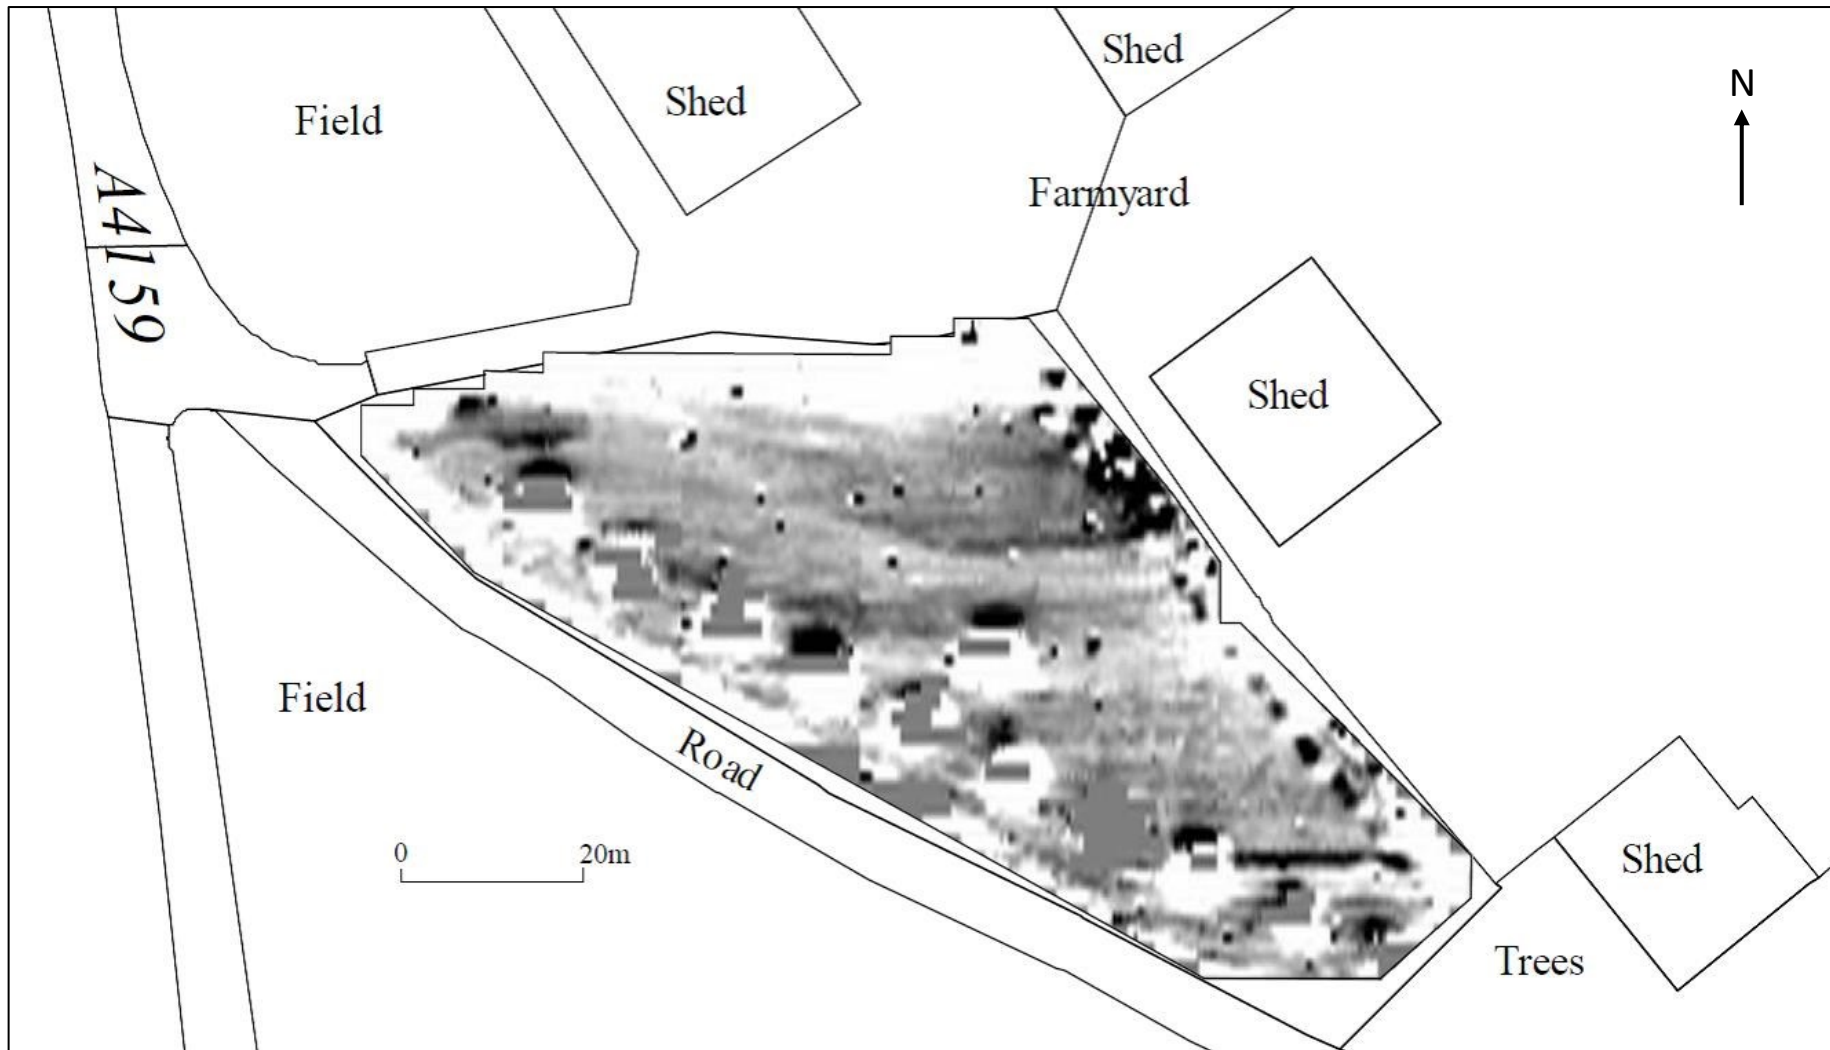 Shed
N
Shed
Field
A4159
Farmyard
Shed
Field
Road
0 20m
Shed
Trees